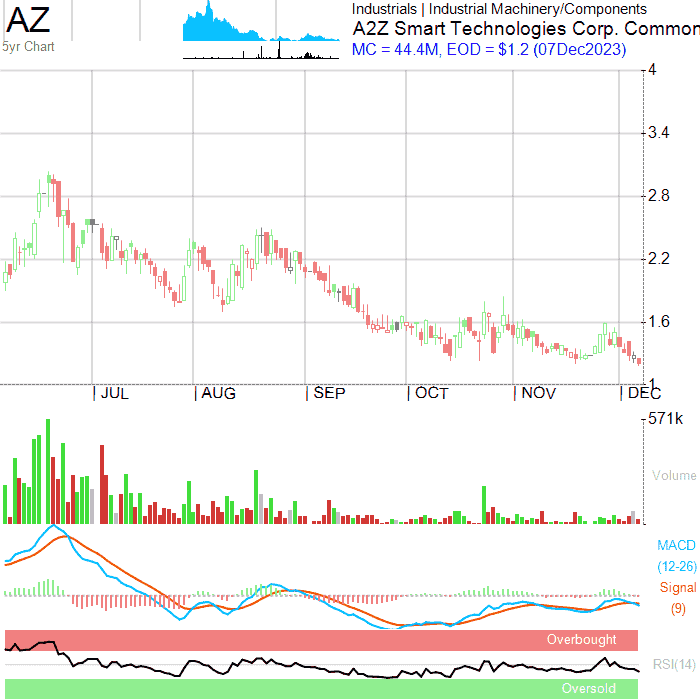 AZ
5yr Chart
Industrials | Industrial Machinery/Components
A2Z Smart Technologies Corp. Common
MC = 44.4M, EOD = $1.2 (07Dec2023)
4
3.4
2.8
2.2
1.6
1
JUL AUG SEP OCT NOV DEC
571k
Volume
MACD
(12-26)
Signal
(9)
Overbought
RSI(14)
Oversold